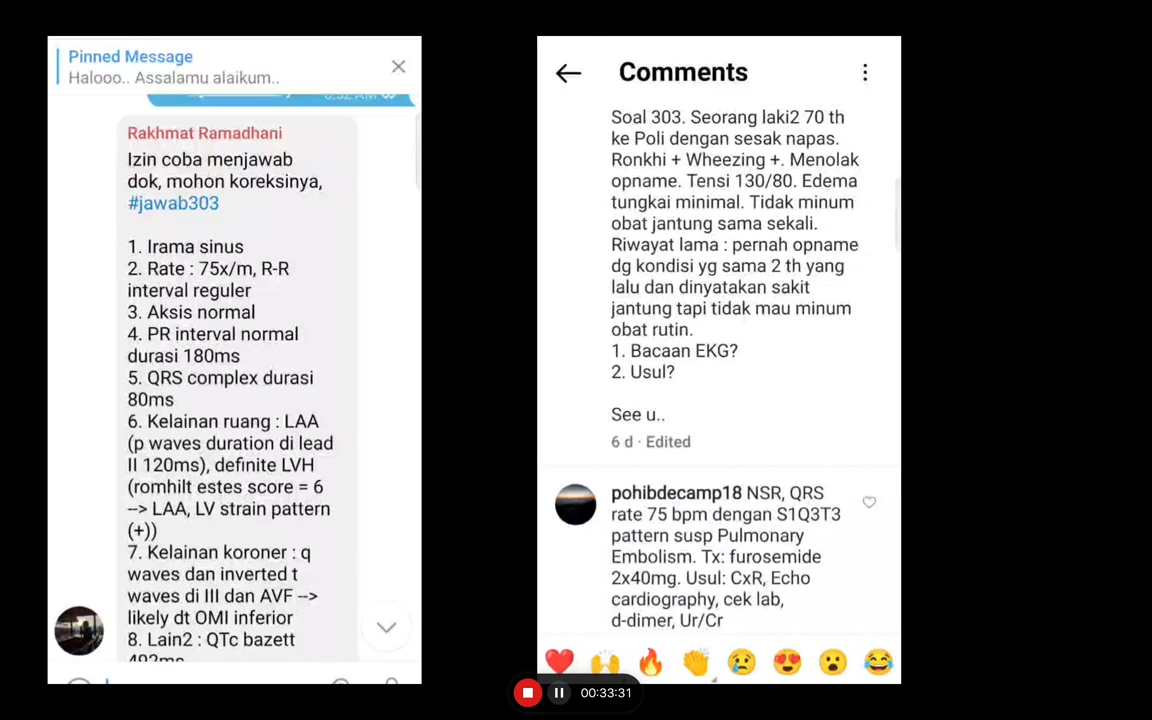 Pinned Message
Halooo.. Assalamu alaikum..
Rakhmat Ramadhani
Izin coba menjawab
dok, mohon koreksinya,
#jawab303
1. Irama sinus
2. Rate : 75x/m, R-R
interval reguler
3. Aksis normal
4. PR interval normal
durasi 180ms
5. QRS complex durasi
80ms
6. Kelainan ruang : LAA
(p waves duration di lead
II 120ms), definite LVH
(romhilt estes score = 6
--> LAA, LV strain pattern
(+))
7. Kelainan koroner : q
waves dan inverted t
waves di III dan AVF -->
likely dt OMI inferior
8. Lain2 : QTc bazett
Comments
Soal 303. Seorang laki2 70 th
ke Poli dengan sesak napas.
Ronkhi + Wheezing +. Menolak
opname. Tensi 130/80. Edema
tungkai minimal. Tidak minum
obat jantung sama sekali.
Riwayat lama : pernah opname
dg kondisi yg sama 2 th yang
lalu dan dinyatakan sakit
jantung tapi tidak mau minum
obat rutin.
1. Bacaan EKG?
2. Usul?
See u..
6 d · Edited
pohibdecamp18 NSR, QRS
rate 75 bpm dengan S1Q3T3
pattern susp Pulmonary
Embolism. Tx: furosemide
2x40mg. Usul: CxR, Echo
cardiography, cek lab,
d-dimer, Ur/Cr
00:33:31